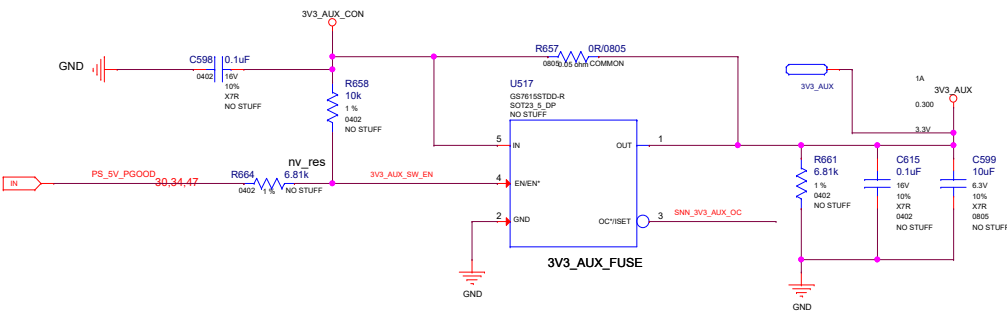 3V3_AUX_CON
GND
C598
0.1uF
0402
16V
10%
X7R
NO STUFF
R658
10k
1 %
0402
NO STUFF
R657
0R/0805
0805
0.05 ohm
COMMON
U517
GS7615STDD-R
SOT23_5_DP
NO STUFF
5
IN
OUT
1
4
EN/EN*
2
GND
OC*/ISET
3
3V3_AUX_FUSE
IN
PS_5V_PGOOD
30,34,47
R664
nv_res
6.81k
0402
1 %
NO STUFF
3V3_AUX_SW_EN
SNN_3V3_AUX_OC
GND
3V3_AUX
1A
3V3_AUX
0.300
3.3V
R661
6.81k
1 %
0402
NO STUFF
C615
0.1uF
16V
10%
X7R
0402
NO STUFF
C599
10uF
6.3V
10%
X7R
0805
NO STUFF
GND